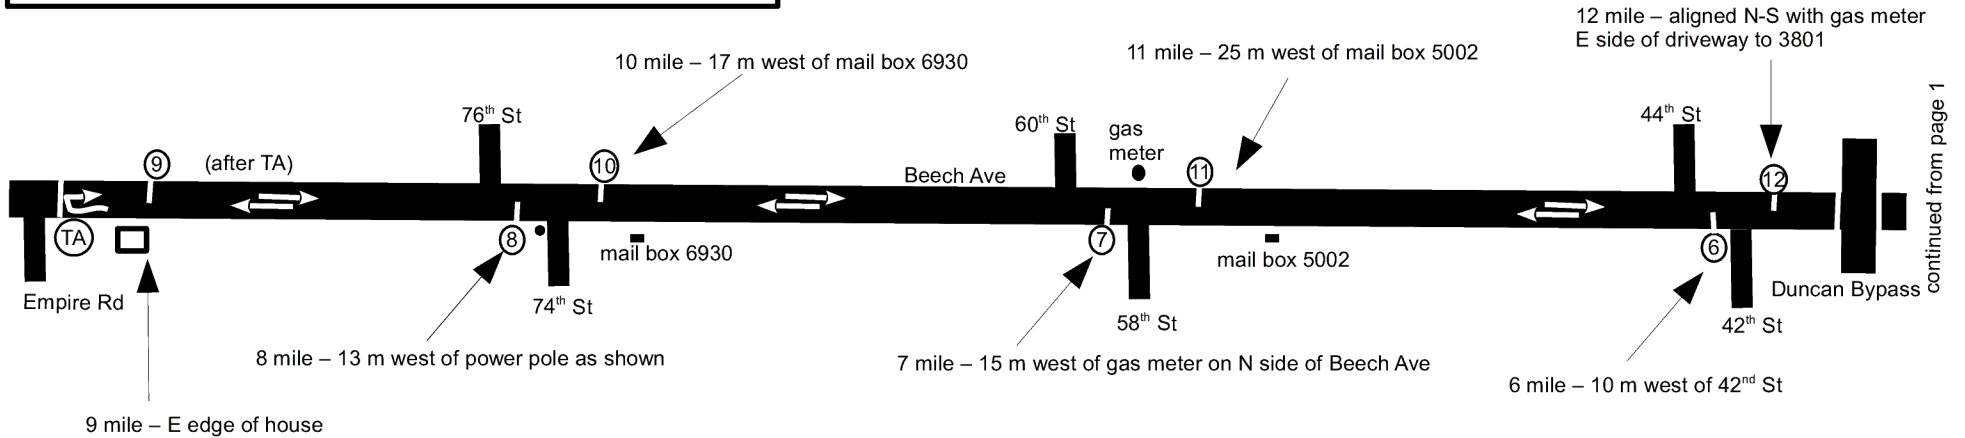 12 mile – aligned N-S with gas meter
E side of driveway to 3801
11 mile – 25 m west of mail box 5002
10 mile – 17 m west of mail box 6930
continued from page 1
76th St
60th St
gas
meter
44th St
9
(after TA)
10
Beech Ave
11
12
TA
8
mail box 6930
7
mail box 5002
6
Empire Rd
74th St
58th St
Duncan Bypass
42th St
8 mile – 13 m west of power pole as shown
7 mile – 15 m west of gas meter on N side of Beech Ave
6 mile – 10 m west of 42nd St
9 mile – E edge of house